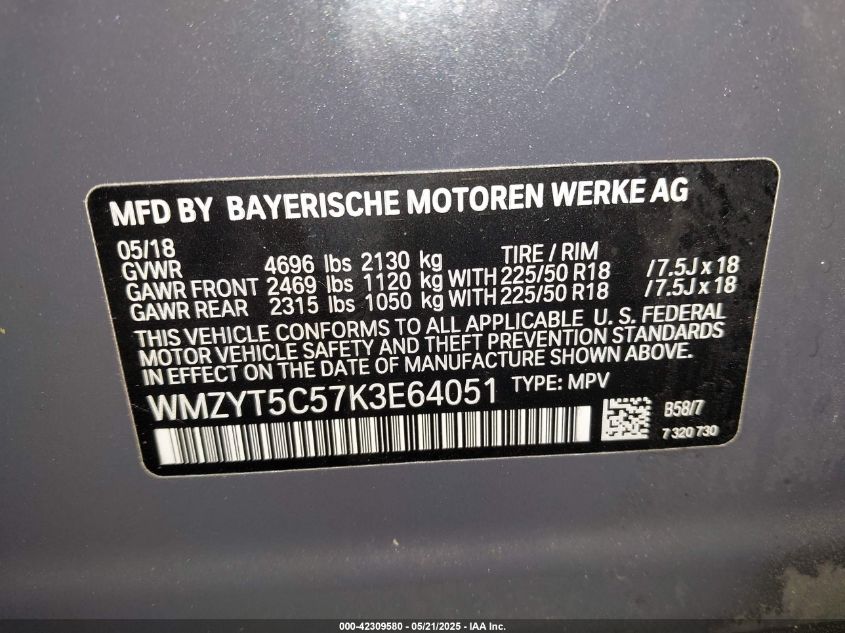 MFD BY BAYERISCHE MOTOREN WERKE AG
05/18 TIRE / RIM
GVWR 4696 lbs 2130 kg
GAWR FRONT 2469 lbs 1120 kg WITH 225/50 R18 / 7.5J x 18
GAWR REAR 2315 lbs 1050 kg WITH 225/50 R18 / 7.5J x 18
THIS VEHICLE CONFORMS TO ALL APPLICABLE U. S. FEDERAL
MOTOR VEHICLE SAFETY AND THEFT PREVENTION STANDARDS
IN EFFECT ON THE DATE OF MANUFACTURE SHOWN ABOVE.
WMZYT5C57K3E64051 TYPE: MPV
B58/7
7 320 730
000-42309580 - 05/21/2025 - IAA Inc.